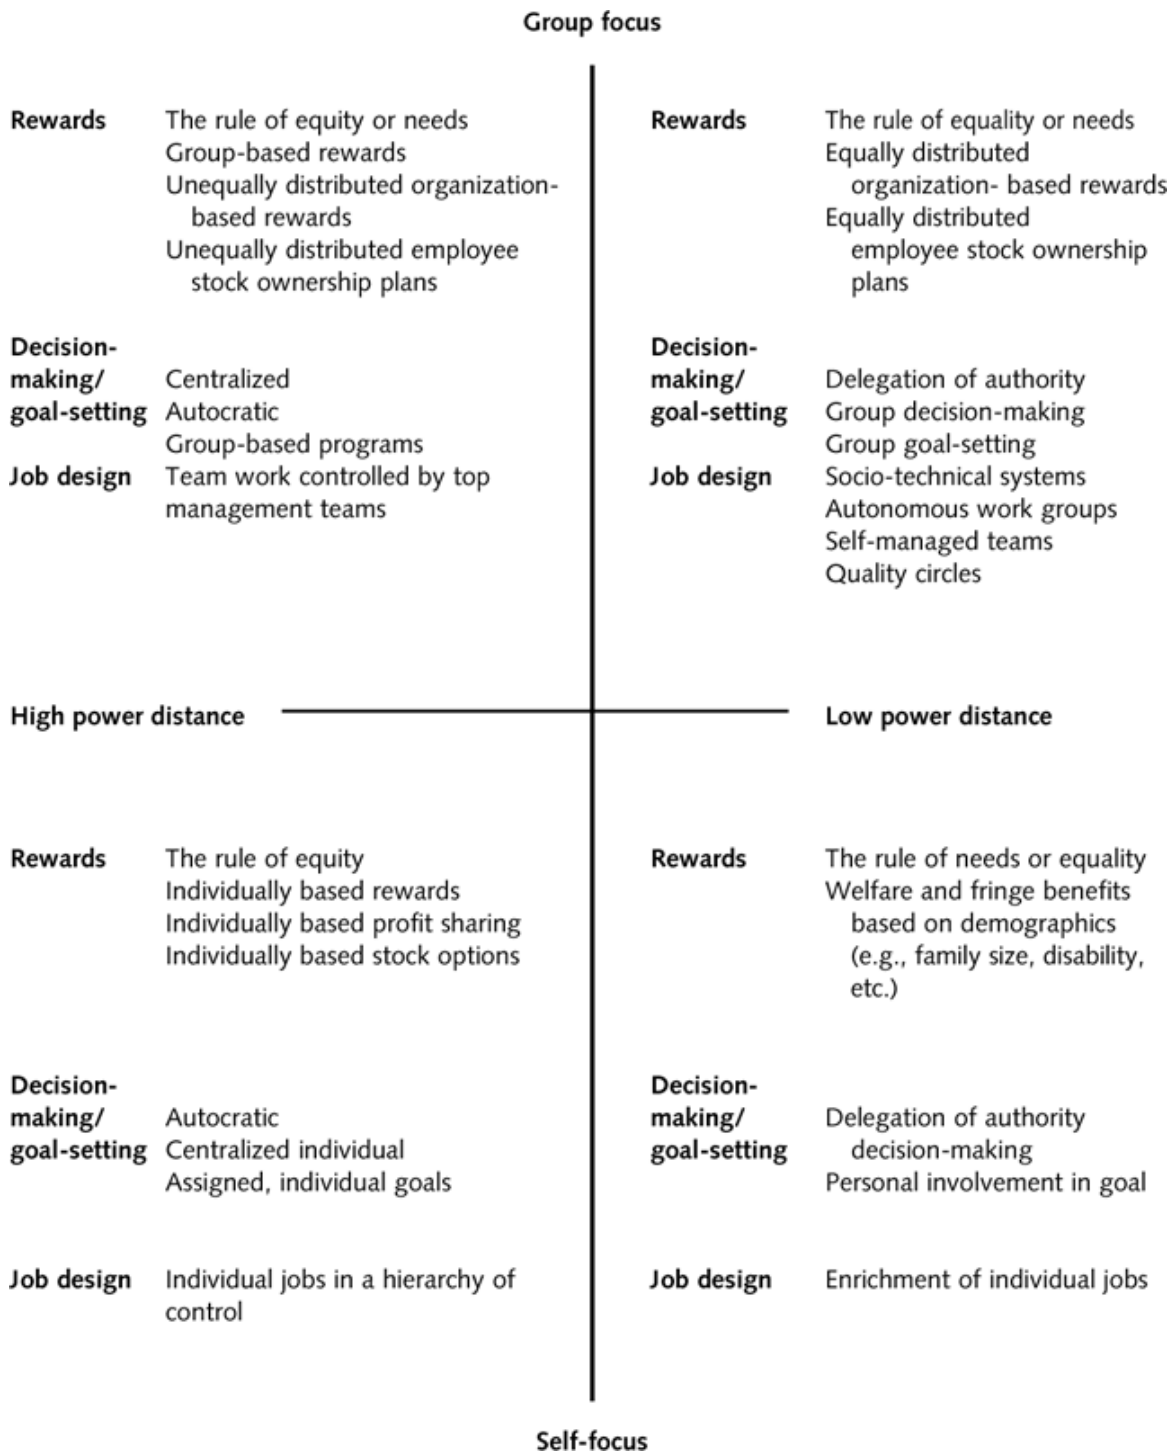 Group focus
Rewards The rule of equity or needs
Group-based rewards
Unequally distributed organization-
based rewards
Unequally distributed employee
stock ownership plans
Decision-
making/ Centralized
goal-setting Autocratic
Group-based programs
Job design Team work controlled by top
management teams
Rewards The rule of equality or needs
Equally distributed
organization- based rewards
Equally distributed
employee stock ownership
plans
Decision-
making/ Delegation of authority
goal-setting Group decision-making
Group goal-setting
Job design Socio-technical systems
Autonomous work groups
Self-managed teams
Quality circles
High power distance
Low power distance
Rewards The rule of equity
Individually based rewards
Individually based profit sharing
Individually based stock options
Decision-
making/ Autocratic
goal-setting Centralized individual
Assigned, individual goals
Job design Individual jobs in a hierarchy of
control
Rewards The rule of needs or equality
Welfare and fringe benefits
based on demographics
(e.g., family size, disability,
etc.)
Decision-
making/ Delegation of authority
goal-setting decision-making
Personal involvement in goal
Job design Enrichment of individual jobs
Self-focus